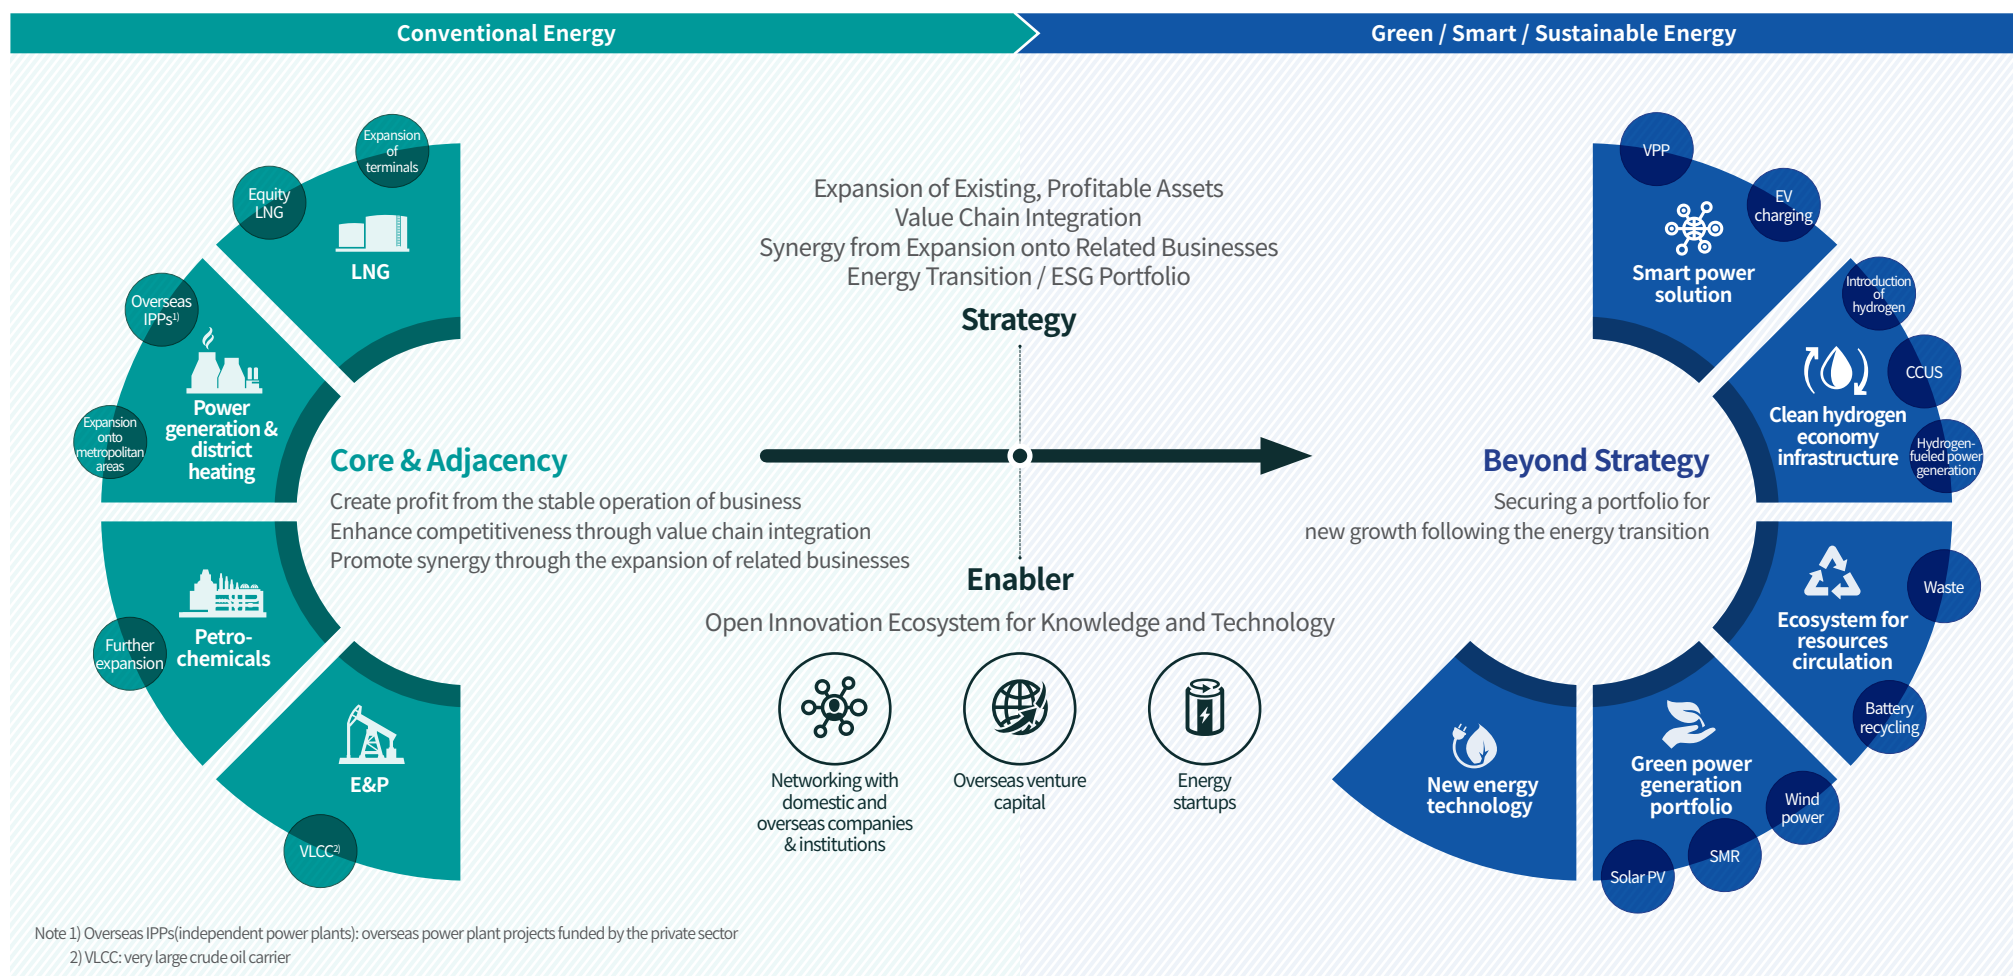 Conventional Energy
Green / Smart / Sustainable Energy
Expansion
of
terminals
Equity
LNG
LNG
Overseas
IPPs1)
Power
generation &
district
heating
Expansion
onto
metropolitan
areas
Petro-
chemicals
Further
expansion
E&P
VLCC2)
Core & Adjacency
Create profit from the stable operation of business
Enhance competitiveness through value chain integration
Promote synergy through the expansion of related businesses
Expansion of Existing, Profitable Assets
Value Chain Integration
Synergy from Expansion onto Related Businesses
Energy Transition / ESG Portfolio
Strategy
Enabler
Open Innovation Ecosystem for Knowledge and Technology
Networking with
domestic and
overseas companies
& institutions
Overseas venture
capital
Energy
startups
Beyond Strategy
Securing a portfolio for
new growth following the energy transition
VPP
EV
charging
Smart power
solution
Introduction
of
hydrogen
CCUS
Hydrogen-
fueled power
generation
Clean hydrogen
economy
infrastructure
Waste
Ecosystem for
resources
circulation
Battery
recycling
Green power
generation
portfolio
Wind
power
SMR
Solar PV
New energy
technology
Note 1) Overseas IPPs(independent power plants): overseas power plant projects funded by the private sector
2) VLCC: very large crude oil carrier